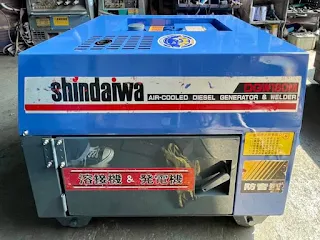 shindaiwa
AIR-COOLED DIESEL GENERATOR & WELDER
溶接機 & 発電機
防音型